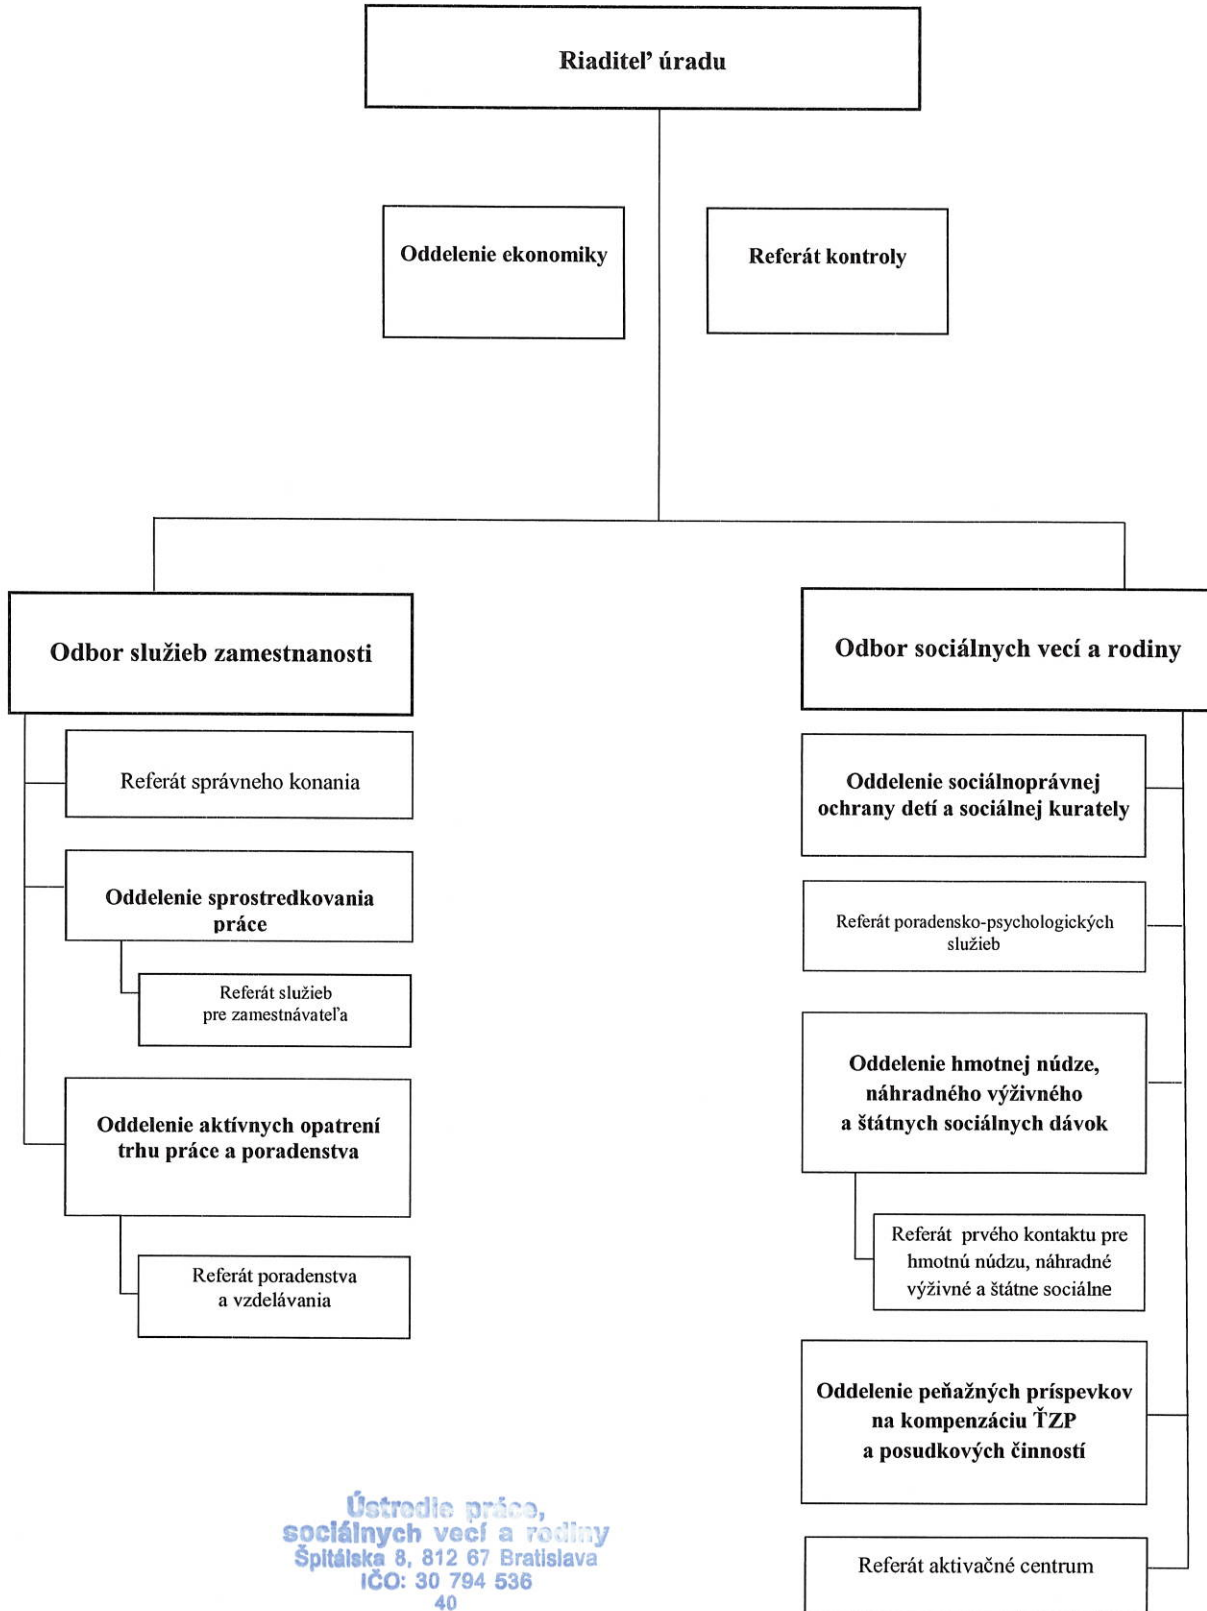 Riaditeľ úradu
Oddelenie ekonomiky
Referát kontroly
Odbor služieb zamestnanosti
Referát správneho konania
Oddelenie sprostredkovania
práce
Referát služieb
pre zamestnávateľa
Oddelenie aktívnych opatrení
trhu práce a poradenstva
Referát poradenstva
a vzdelávania
Odbor sociálnych vecí a rodiny
Oddelenie sociálnoprávnej
ochrany detí a sociálnej kurately
Referát poradensko-psychologických
služieb
Oddelenie hmotnej núdze,
náhradného výživného
a štátnych sociálnych dávok
Referát prvého kontaktu pre
hmotnú núdzu, náhradné
výživné a štátne sociálne
Oddelenie peňažných príspevkov
na kompenzáciu ŤZP
a posudkových činností
Referát aktivačné centrum
Ústredie práce,
sociálnych vecí a rodiny
Špitálska 8, 812 67 Bratislava
IČO: 30 794 536
40